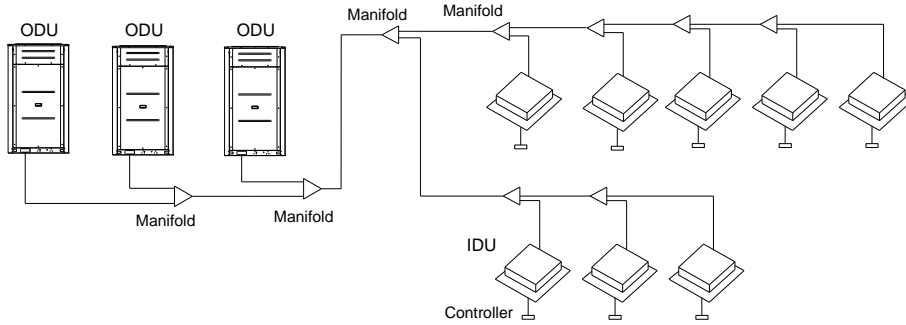 ODU
ODU
ODU
Manifold
Manifold
Manifold
Manifold
IDU
Controller